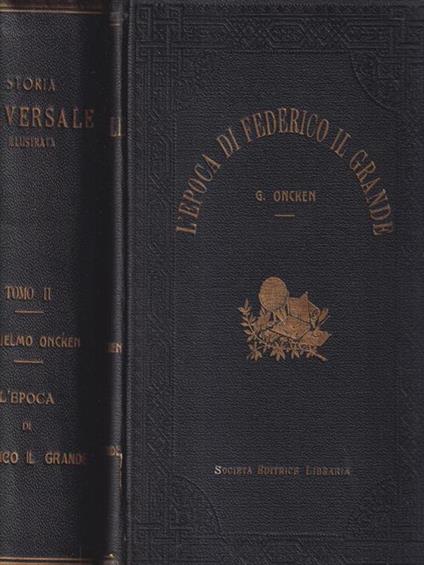 STORIA
VERSALE
ILLUSTRATA
TOMO II
IELMO ONCKEN
L'EPOCA
DI
ICO IL GRANDE
L'EPOCA DI FEDERICO IL GRANDE
G. ONCKEN
SOCIETÀ EDITRICE LIBRARIA